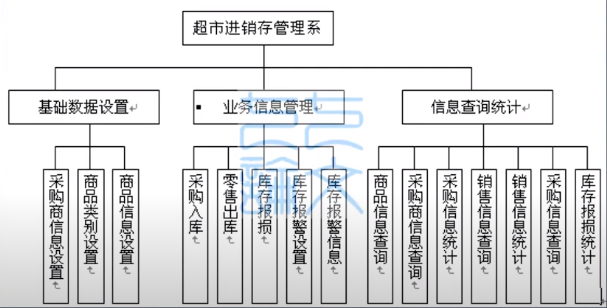 超市进销存管理系
基础数据设置
业务信息管理
信息查询统计
采购商信息设置
商品类别设置
商品信息设置
采购入库
零售出库
库存报损
库存报警设置
库存报警信息
商品信息查询
采购商信息查询
采购信息统计
销售信息查询
销售信息统计
采购信息查询
库存报损统计